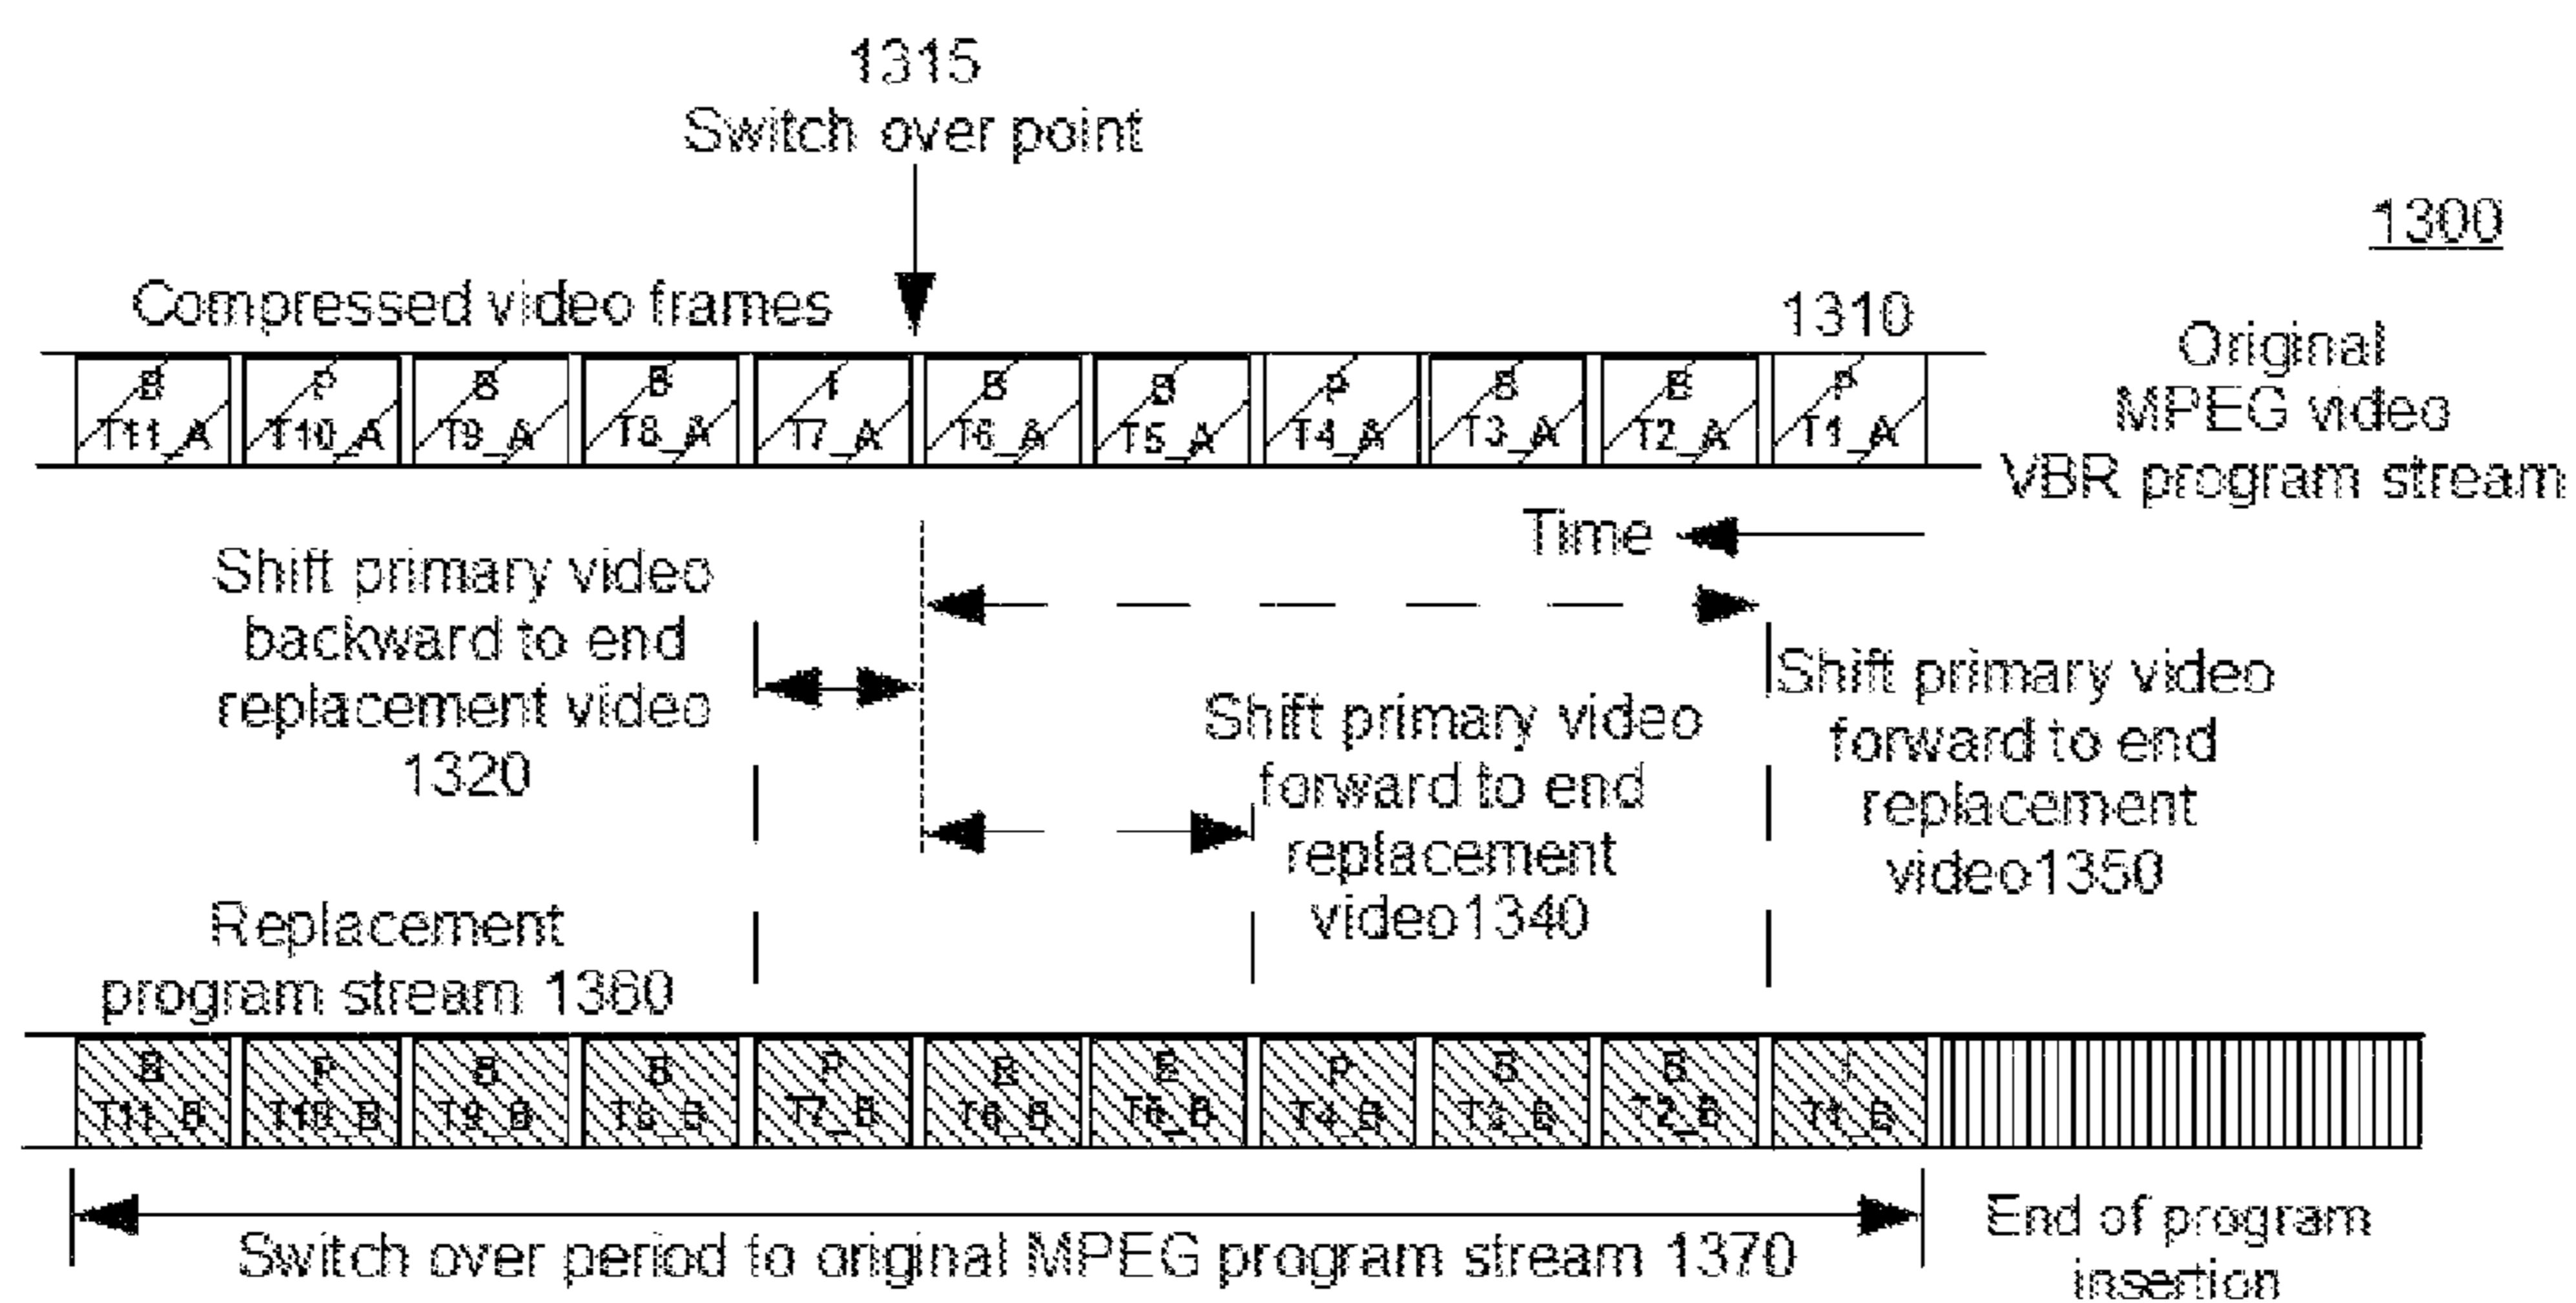 1315
Switch over point
1300
Compressed video frames
1310
Original
MPEG video
VBR program stream
B P B B I B B P B B P
T11_A T10_A T9_A T8_A T7_A T6_A T5_A T4_A T3_A T2_A T1_A
Time
Shift primary video
backward to end
replacement video
1320
Shift primary video
forward to end
replacement
video1340
Shift primary video
forward to end
replacement
video1350
Replacement
program stream 1360
B P B B P B B P B B I
T11_B T10_B T9_B T8_B T7_B T6_B T4_B T3_B T2_B T1_B
Switch over period to original MPEG program stream 1370
End of program
insertion